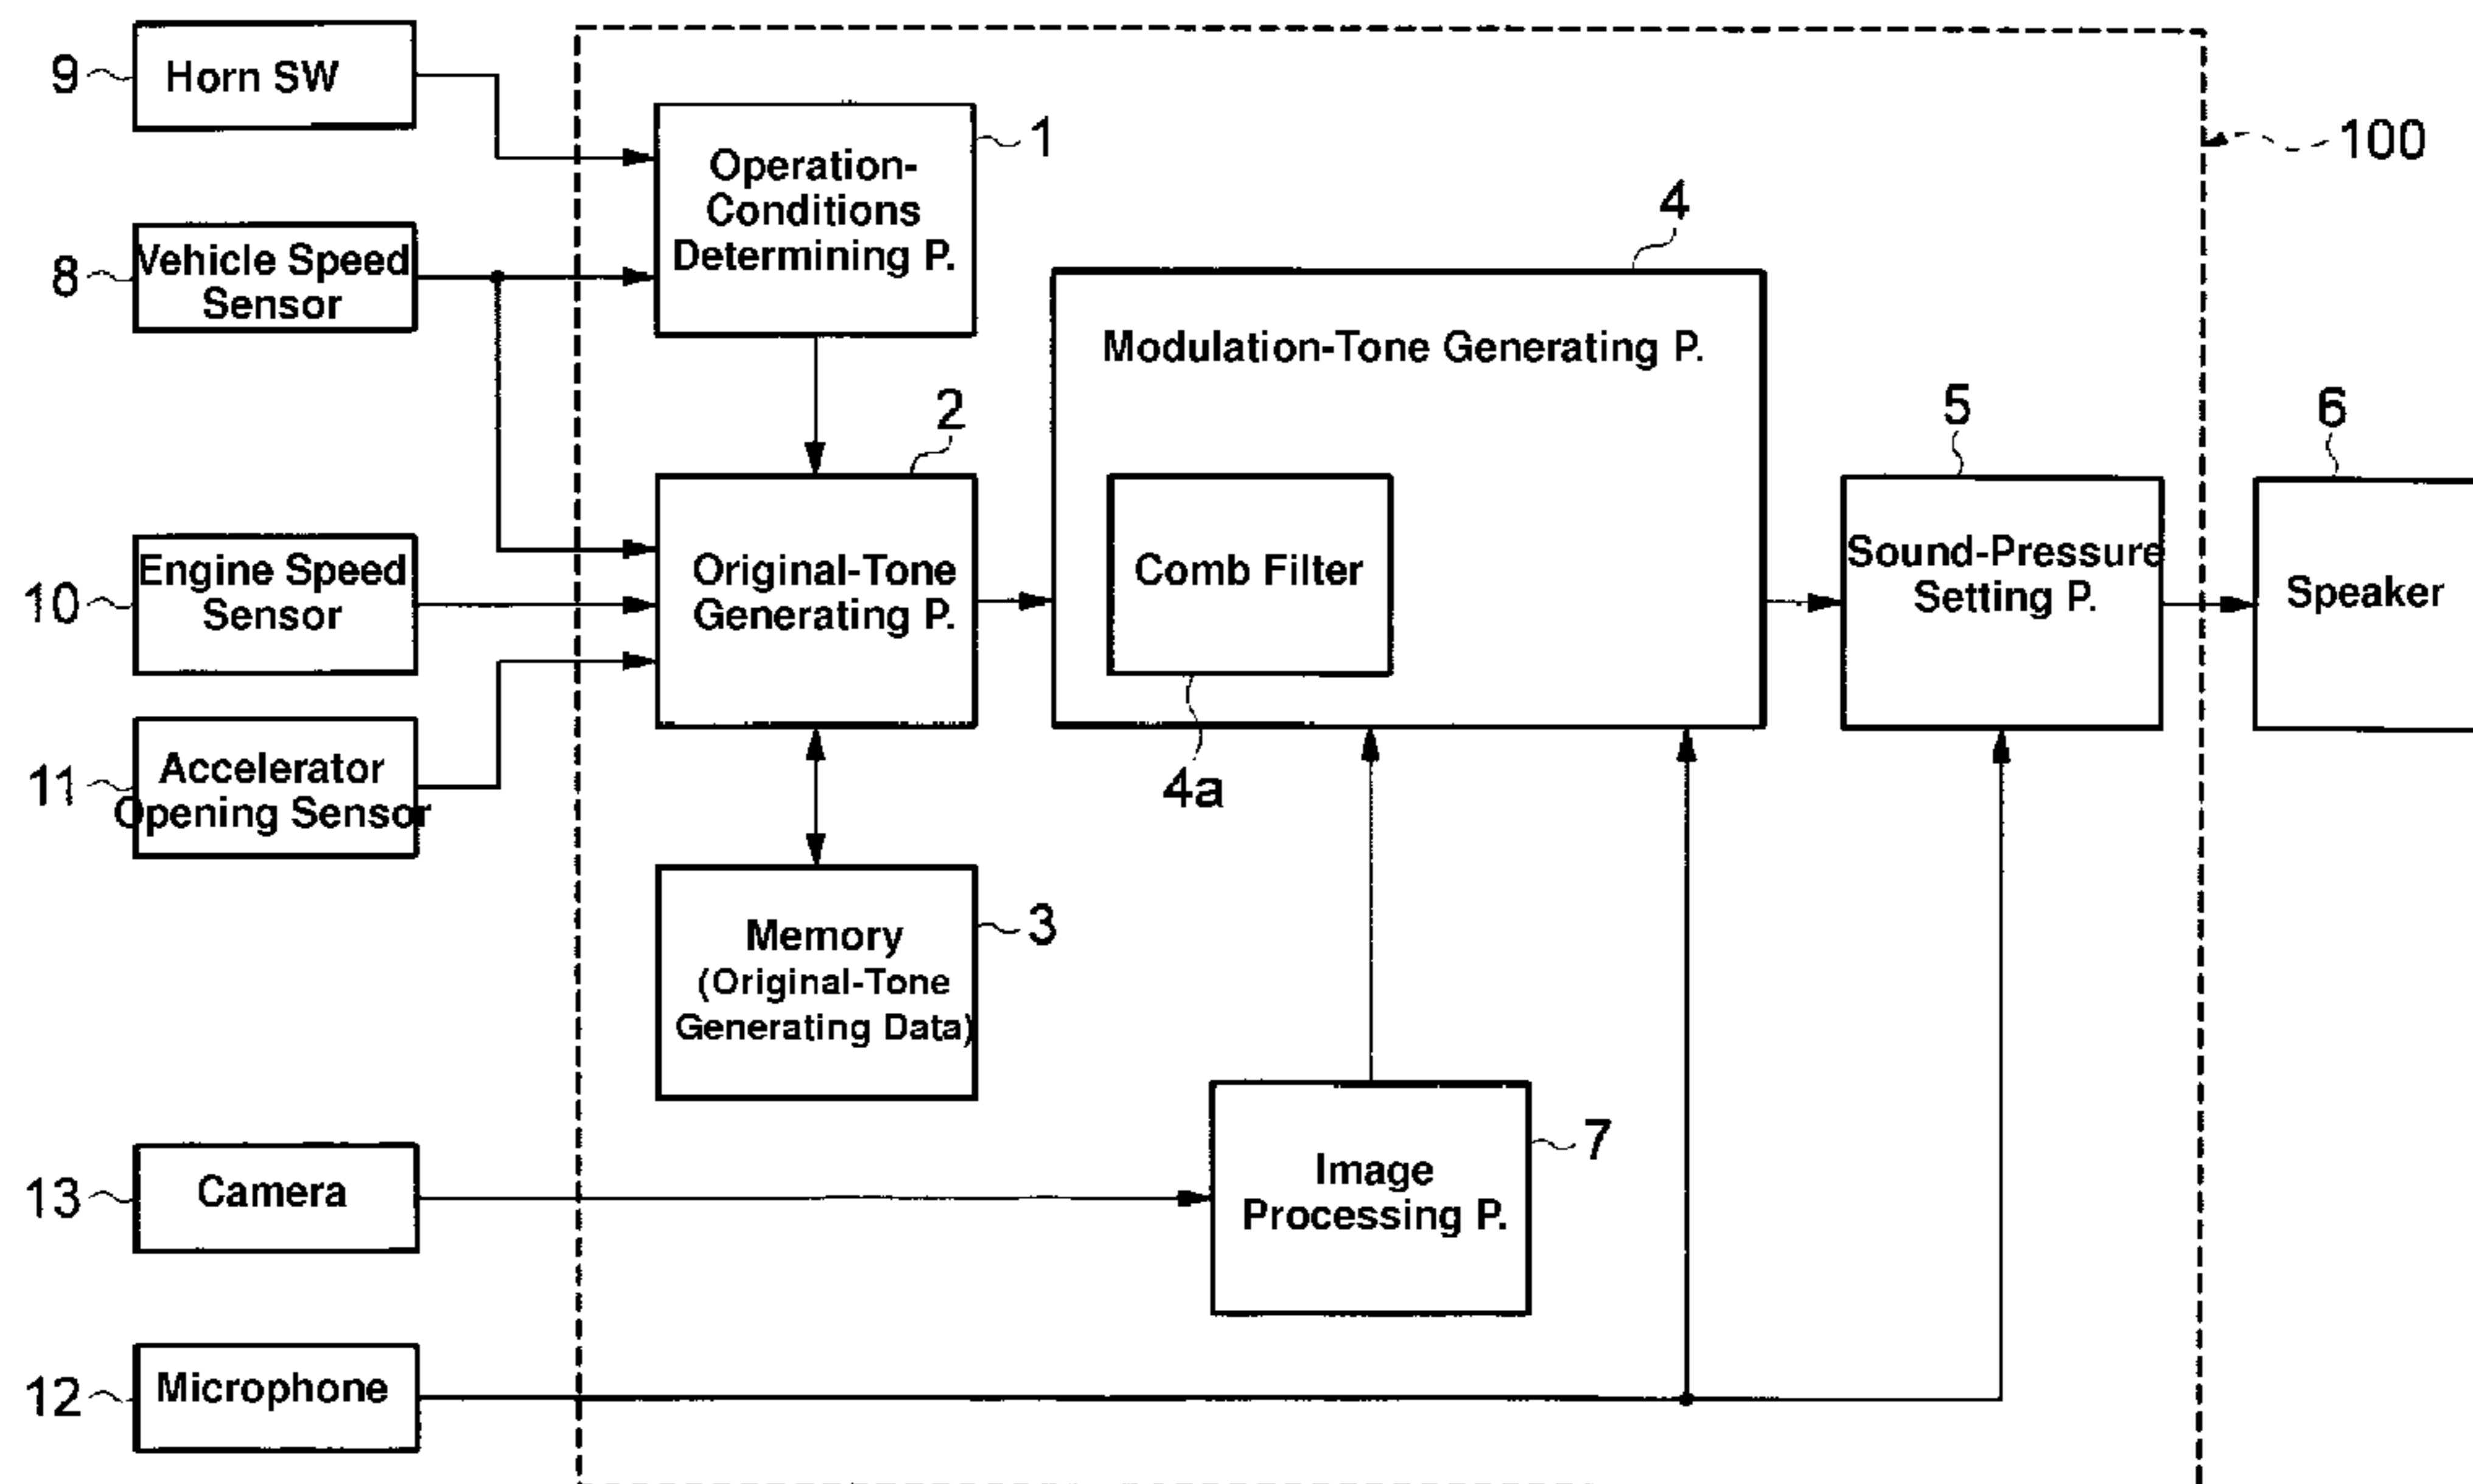 9
Horn SW
1
Operation-
Conditions
Determining P.
100
8
Vehicle Speed
Sensor
4
Modulation-Tone Generating P.
2
5
6
10
Engine Speed
Sensor
Original-Tone
Generating P.
Comb Filter
Sound-Pressure
Setting P.
Speaker
11
Accelerator
Opening Sensor
4a
3
Memory
(Original-Tone
Generating Data)
13
Camera
7
Image
Processing P.
12
Microphone